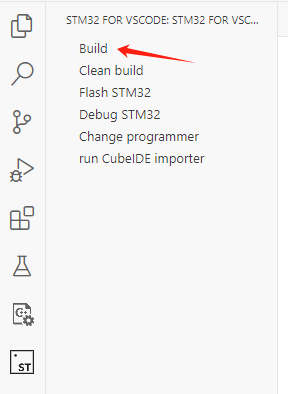 STM32 FOR VSCODE: STM32 FOR VSC...
Build
Clean build
Flash STM32
Debug STM32
Change programmer
run CubeIDE importer
C++
ST